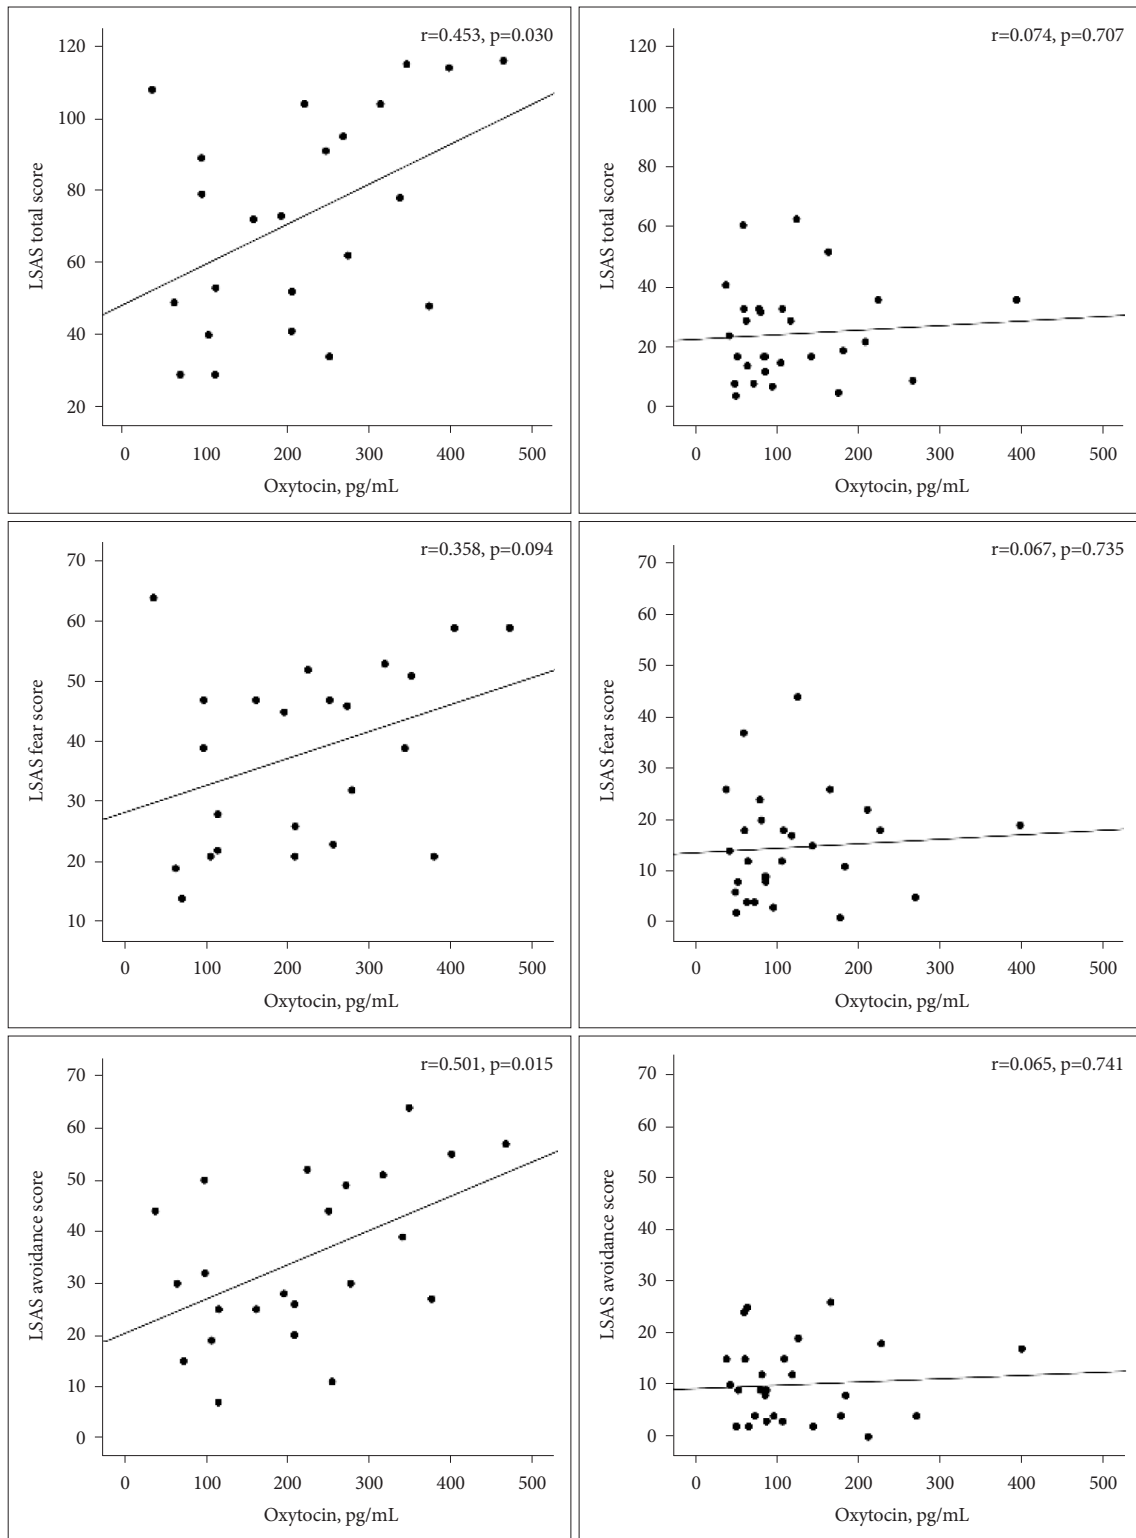 r=0.453, p=0.030
LSAS total score
120
100
80
60
40
20
0 100 200 300 400 500
Oxytocin, pg/mL
r=0.074, p=0.707
LSAS total score
120
100
80
60
40
20
0
0 100 200 300 400 500
Oxytocin, pg/mL
r=0.358, p=0.094
LSAS fear score
70
60
50
40
30
20
10
0 100 200 300 400 500
Oxytocin, pg/mL
r=0.067, p=0.735
LSAS fear score
70
60
50
40
30
20
10
0
0 100 200 300 400 500
Oxytocin, pg/mL
r=0.501, p=0.015
LSAS avoidance score
70
60
50
40
30
20
10
0
0 100 200 300 400 500
Oxytocin, pg/mL
r=0.065, p=0.741
LSAS avoidance score
70
60
50
40
30
20
10
0
0 100 200 300 400 500
Oxytocin, pg/mL